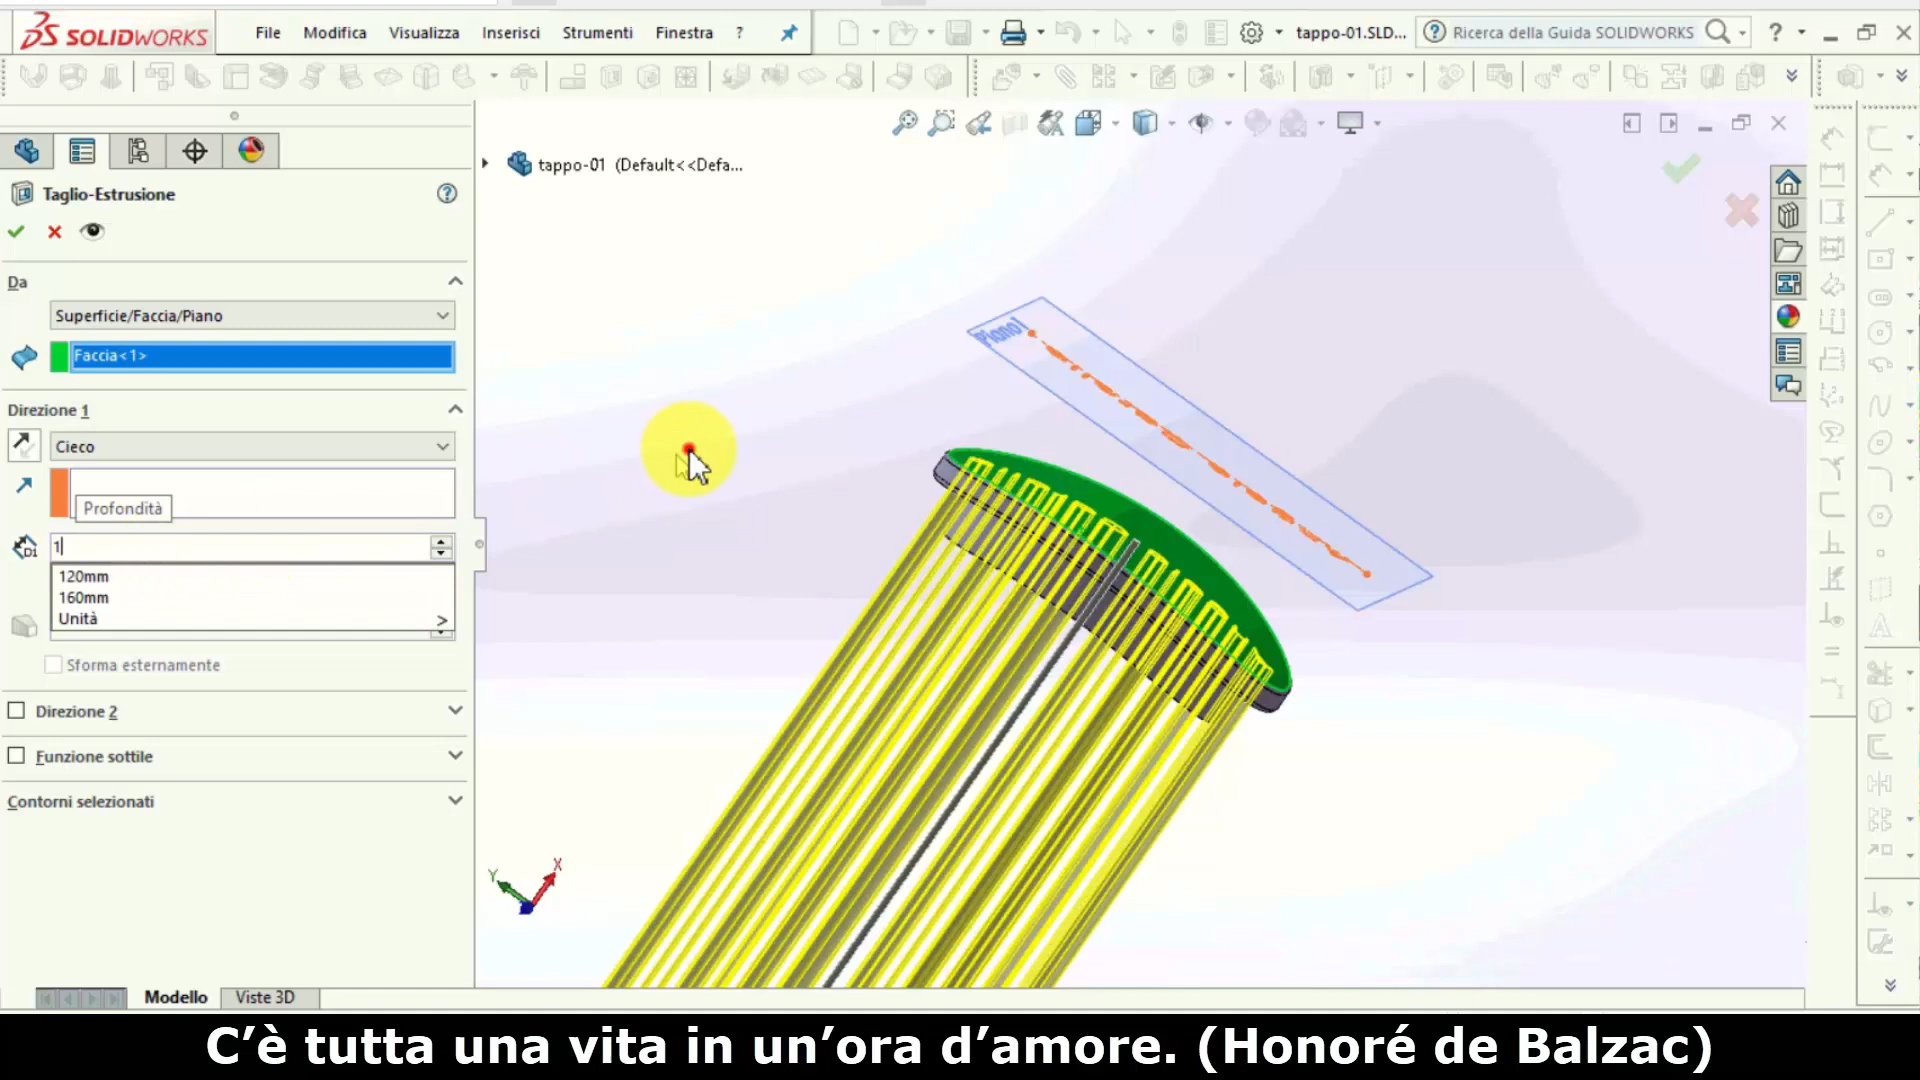 SOLIDWORKS
File Modifica Visualizza Inserisci Strumenti Finestra ?
tappo-01.SLD...
Ricerca della Guida SOLIDWORKS
?
Taglio-Estrusione
tappo-01 (Default<<Defa...
Da
Superficie/Faccia/Piano
Faccia<1>
Direzione 1
Cieco
Profondità
D1
1
120mm
160mm
Unità >
Sforma esternamente
Direzione 2
Funzione sottile
Contorni selezionati
Piano1
Y
X
Modello Viste 3D
C’è tutta una vita in un’ora d’amore. (Honoré de Balzac)